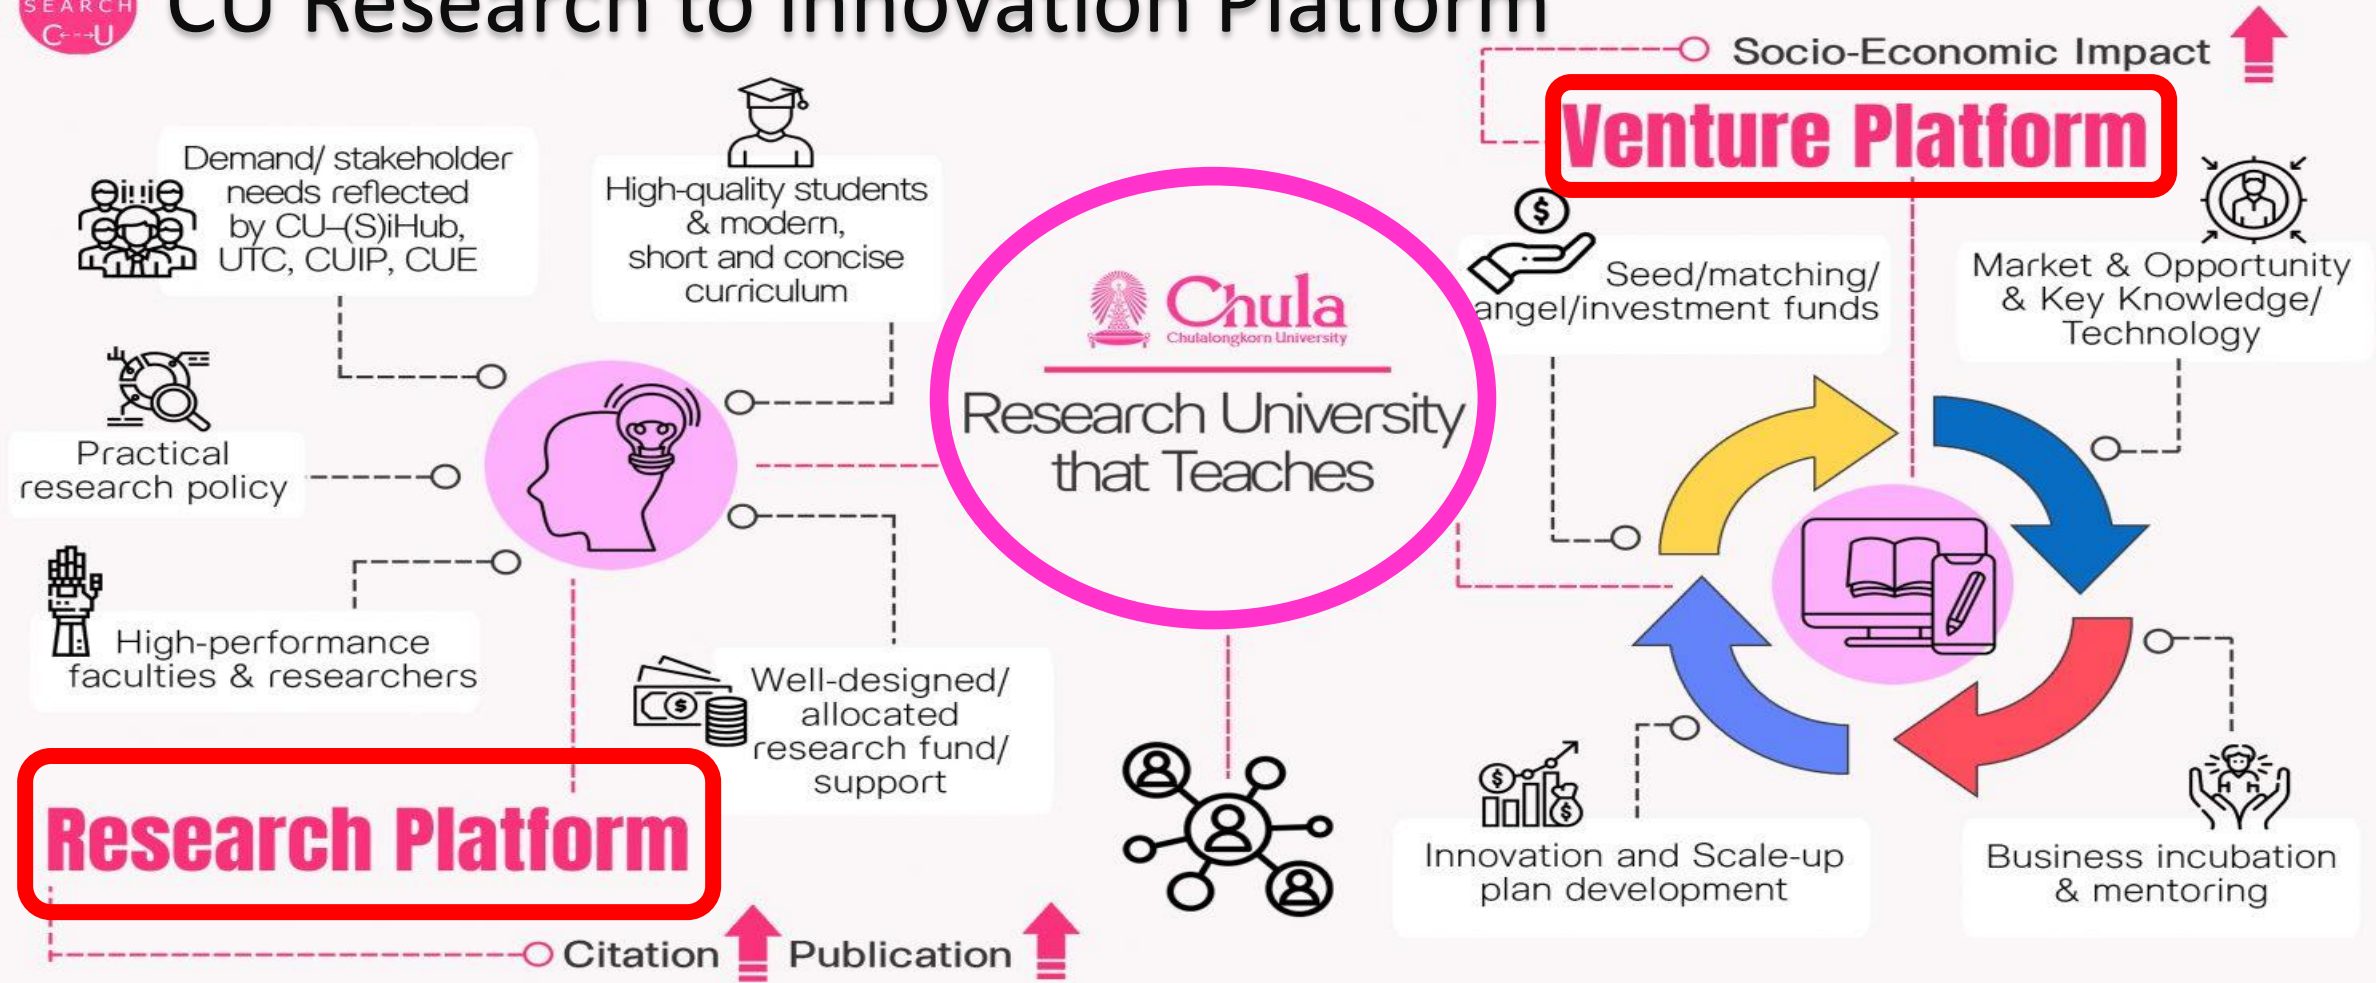 SEARCH
C←--→U
CU Research to Innovation Platform
Socio-Economic Impact
Venture Platform
Demand/ stakeholder
needs reflected
by CU-(S)iHub,
UTC, CUIP, CUE
High-quality students
& modern,
short and concise
curriculum
Practical
research policy
High-performance
faculties & researchers
Well-designed/
allocated
research fund/
support
Research Platform
Citation
Publication
Chula
Chulalongkorn University
Research University
that Teaches
$
Seed/matching/
angel/investment funds
Market & Opportunity
& Key Knowledge/
Technology
Innovation and Scale-up
plan development
Business incubation
& mentoring